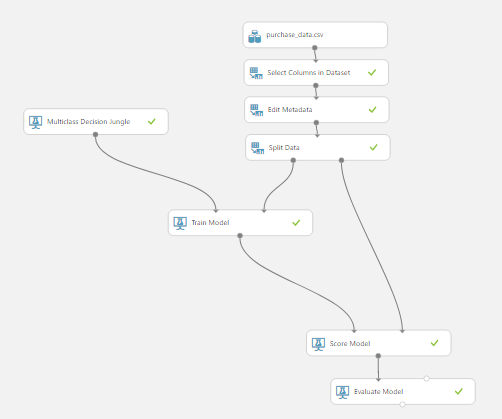 purchase_data.csv
Select Columns in Dataset
Edit Metadata
Multiclass Decision Jungle
Split Data
Train Model
Score Model
Evaluate Model